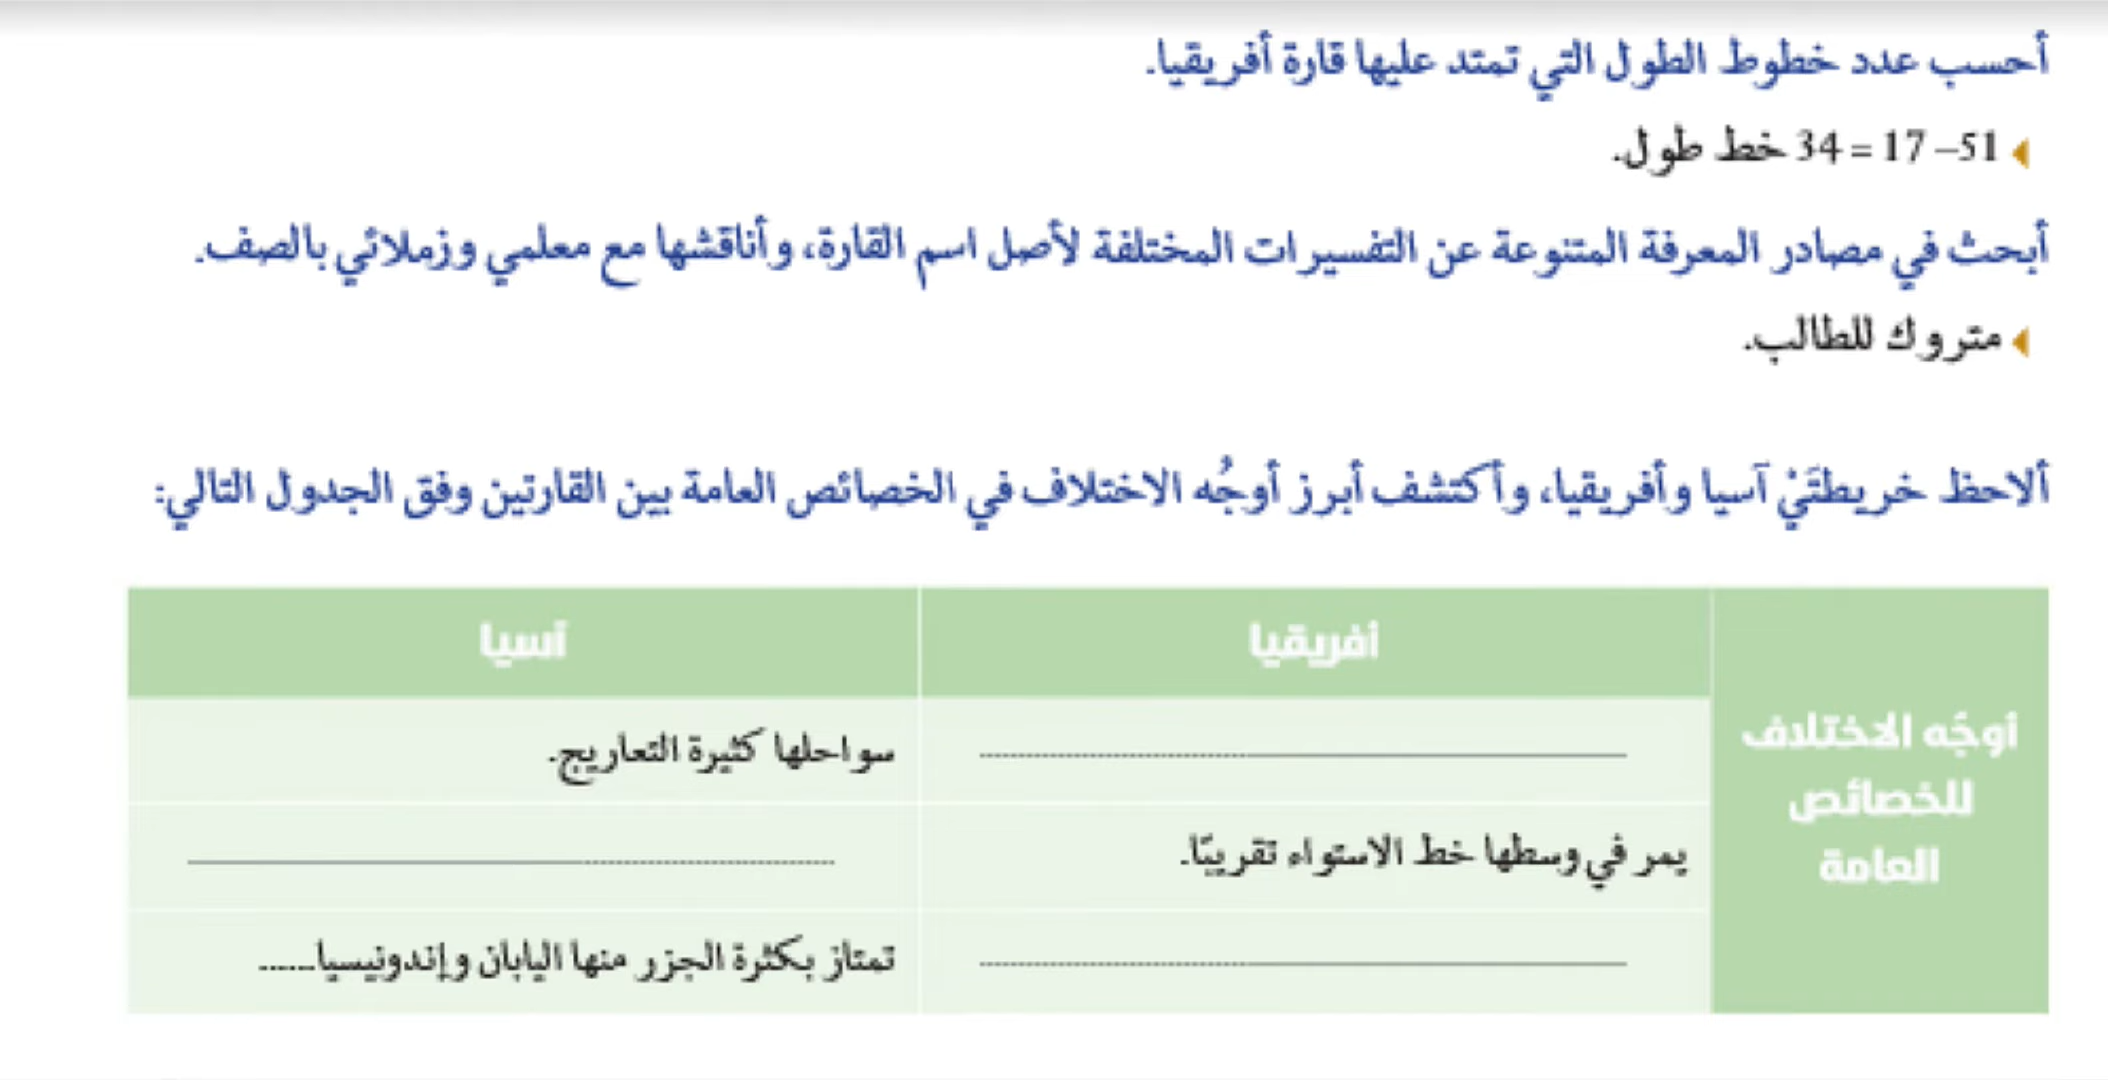 أحسب عدد خطوط الطول التي تمتد عليها قارة أفريقيا.
51– 17 = 34 خط طول.
أبحث في مصادر المعرفة المتنوعة عن التفسيرات المختلفة لأصل اسم القارة، وأناقشها مع معلمي وزملائي بالصف.
متروك للطالب.
ألاحظ خريطتَيْ آسيا وأفريقيا، وأكتشف أبرز أوجُه الاختلاف في الخصائص العامة بين القارتين وفق الجدول التالي:
أوجُه الاختلاف
للخصائص
العامة
أفريقيا
آسيا
سواحلها كثيرة التعاريج.
يمر في وسطها خط الاستواء تقريبًا.
تمتاز بكثرة الجزر منها اليابان وإندونيسيا......